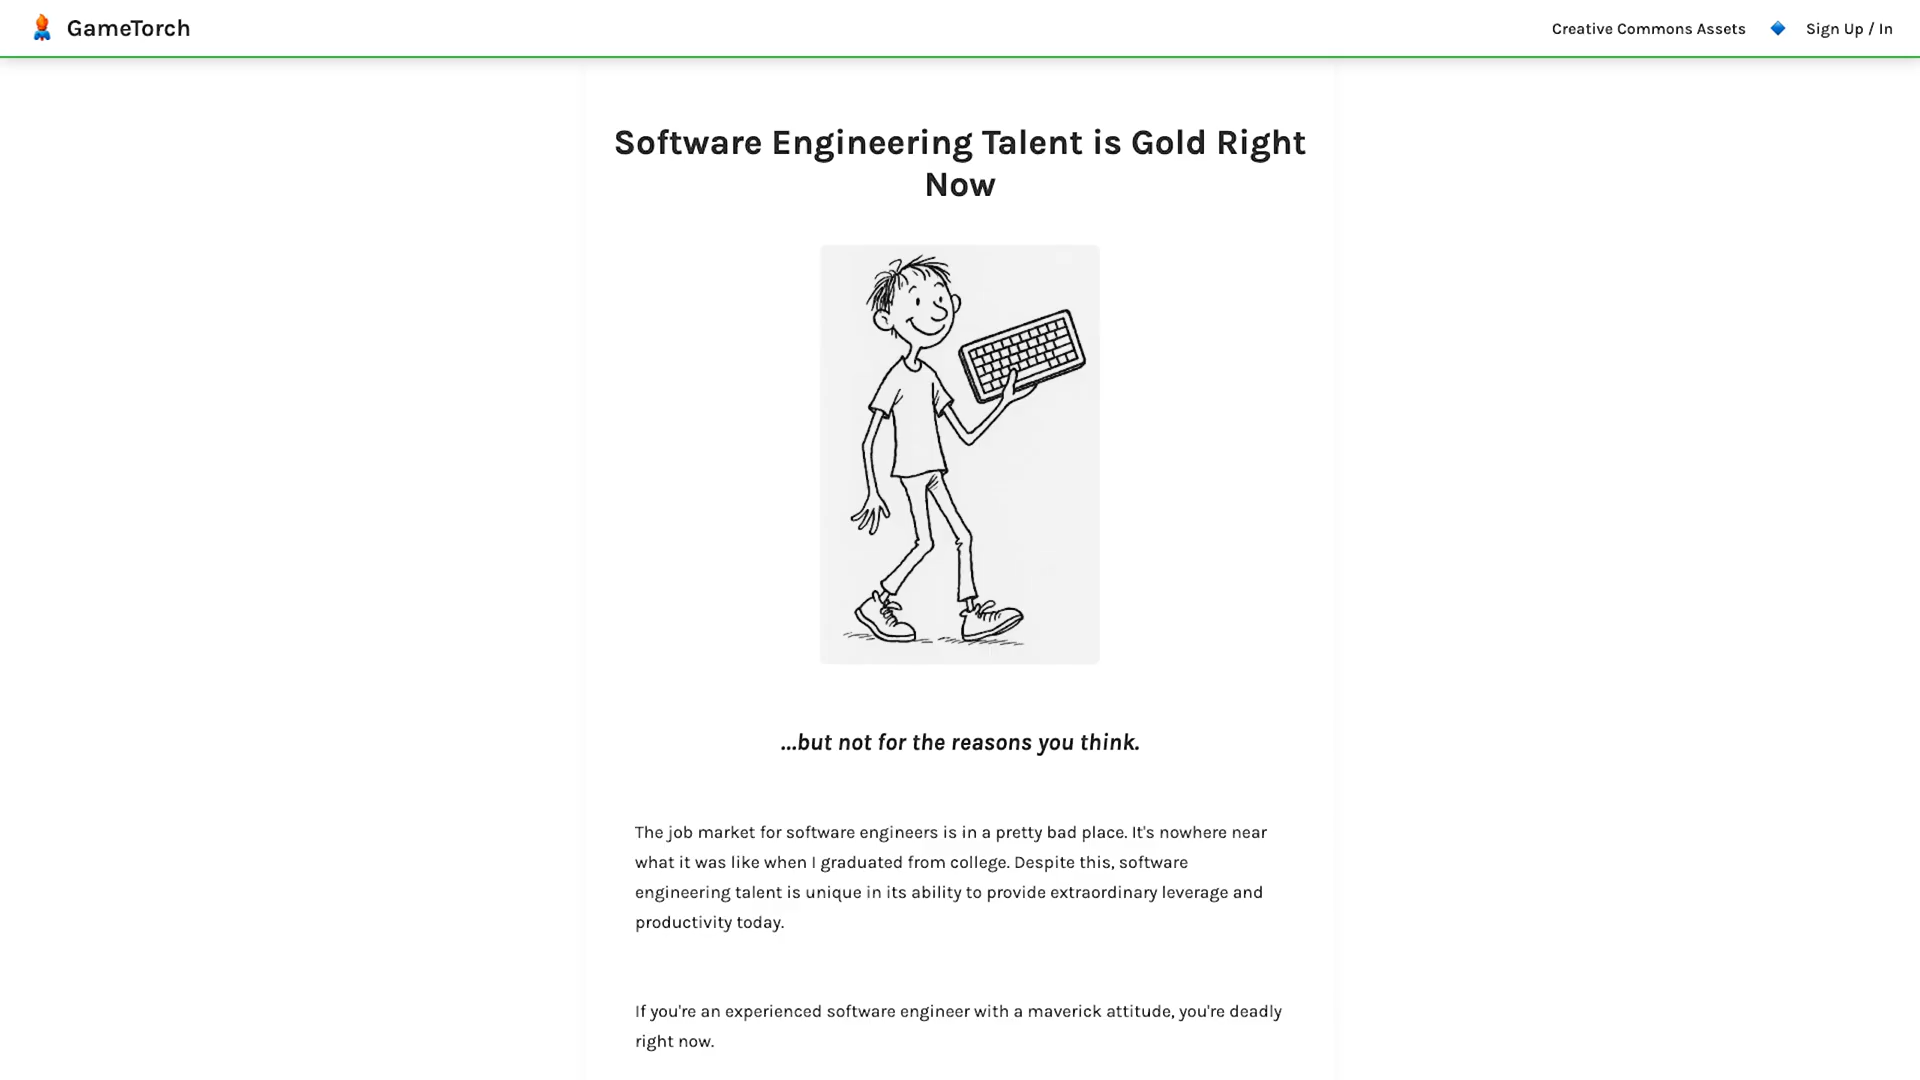 GameTorch
Creative Commons Assets
Sign Up / In
Software Engineering Talent is Gold Right
Now
...but not for the reasons you think.
The job market for software engineers is in a pretty bad place. It's nowhere near
what it was like when I graduated from college. Despite this, software
engineering talent is unique in its ability to provide extraordinary leverage and
productivity today.
If you're an experienced software engineer with a maverick attitude, you're deadly
right now.